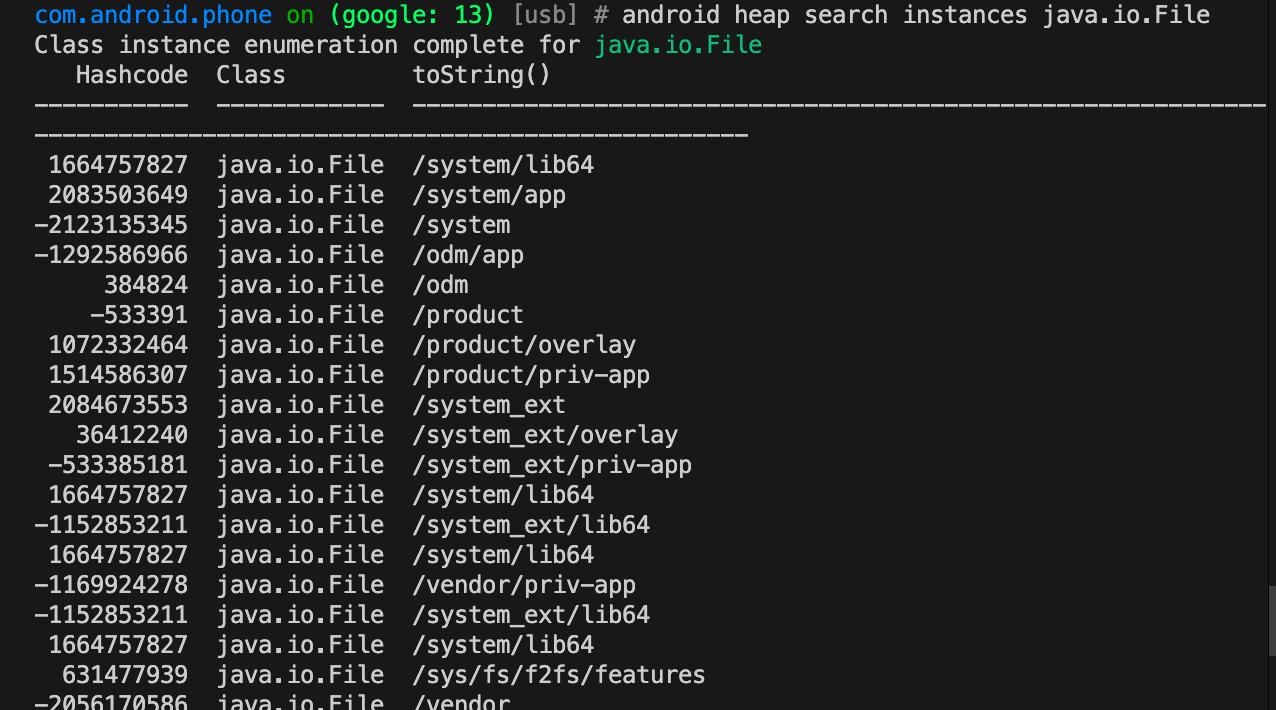 com.android.phone on (google: 13) [usb] # android heap search instances java.io.File
Class instance enumeration complete for java.io.File
Hashcode  Class  toString()
-----------  ------------  -------------------------------------------------------------
---------------------------------------------------
1664757827  java.io.File  /system/lib64
2083503649  java.io.File  /system/app
-2123135345  java.io.File  /system
-1292586966  java.io.File  /odm/app
384824  java.io.File  /odm
-533391  java.io.File  /product
1072332464  java.io.File  /product/overlay
1514586307  java.io.File  /product/priv-app
2084673553  java.io.File  /system_ext
36412240  java.io.File  /system_ext/overlay
-533385181  java.io.File  /system_ext/priv-app
1664757827  java.io.File  /system/lib64
-1152853211  java.io.File  /system_ext/lib64
1664757827  java.io.File  /system/lib64
-1169924278  java.io.File  /vendor/priv-app
-1152853211  java.io.File  /system_ext/lib64
1664757827  java.io.File  /system/lib64
631477939  java.io.File  /sys/fs/f2fs/features
-2056170586  java.io.File  /vendor